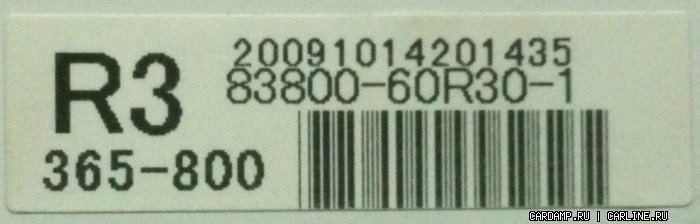 R3
20091014201435
83800-60R30-1
365-800
CARDAMP.RU | CARLINE.RU